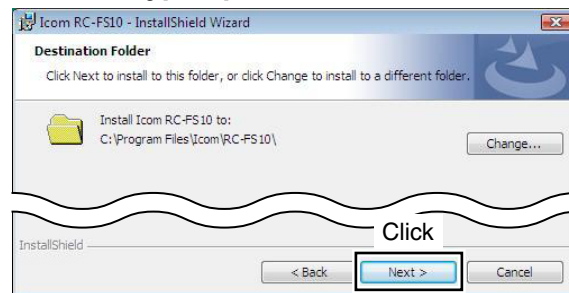 Icom RC-FS10 - InstallShield Wizard
Destination Folder
Click Next to install to this folder, or click Change to install to a different folder.
Install Icom RC-FS10 to:
C:\Program Files\Icom\RC-FS10\
Change...
Click
InstallShield
< Back
Next >
Cancel